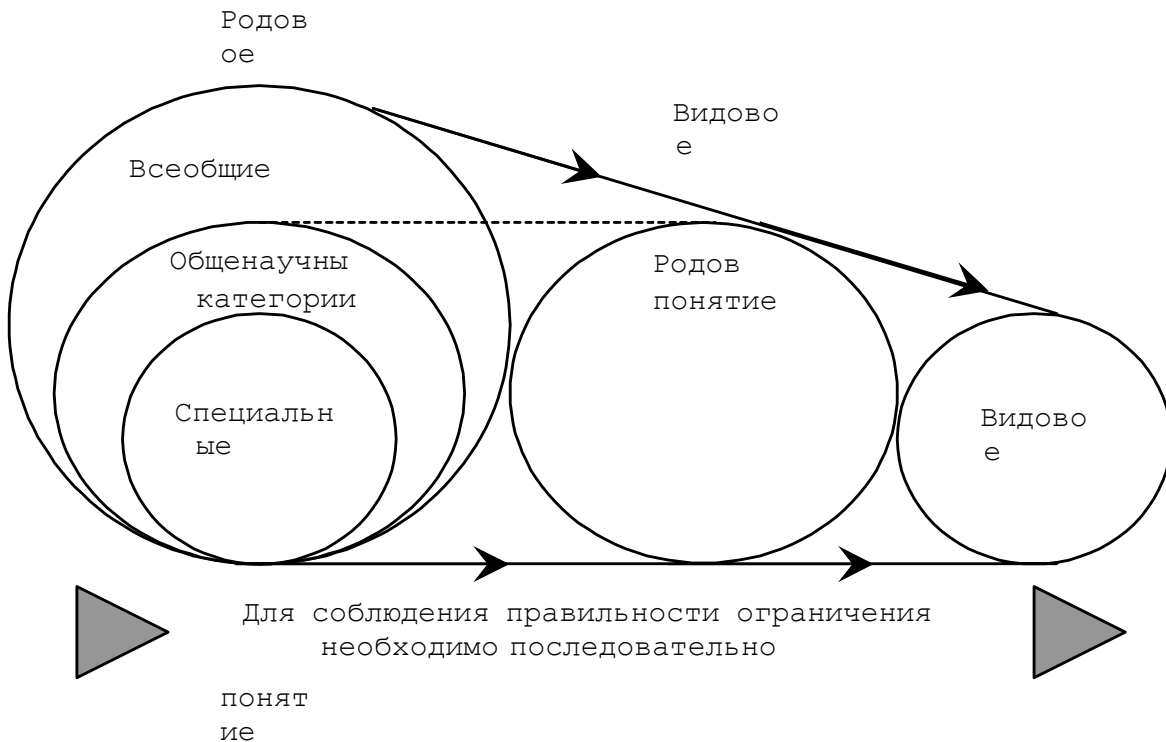 Родов
ое
Видово
е
Всеобщие
Общенаучны
категории
Родов
понятие
Специальн
ые
Видово
е
Для соблюдения правильности ограничения
необходимо последовательно
понят
ие